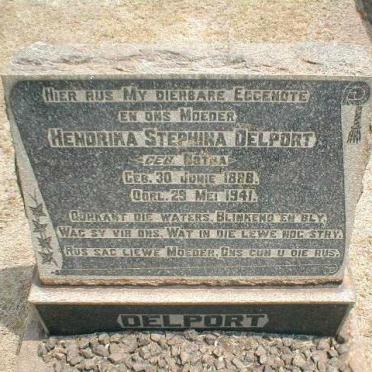 HIER RUS MY DIERBARE EGGENOTE
EN ONS MOEDER
HENDRINA STEPHINA DELPORT
GEB. BOTHA
GEB. 30 JUNIE 1888.
OORL. 29 MEI 1941.
OORKANT DIE WATERS, BLINKEND EN BLY,
WAG SY VIR ONS, WAT IN DIE LEWE NOG STRY.
RUS SAG LIEWE MOEDER, ONS GUN U DIE RUS.
DELPORT